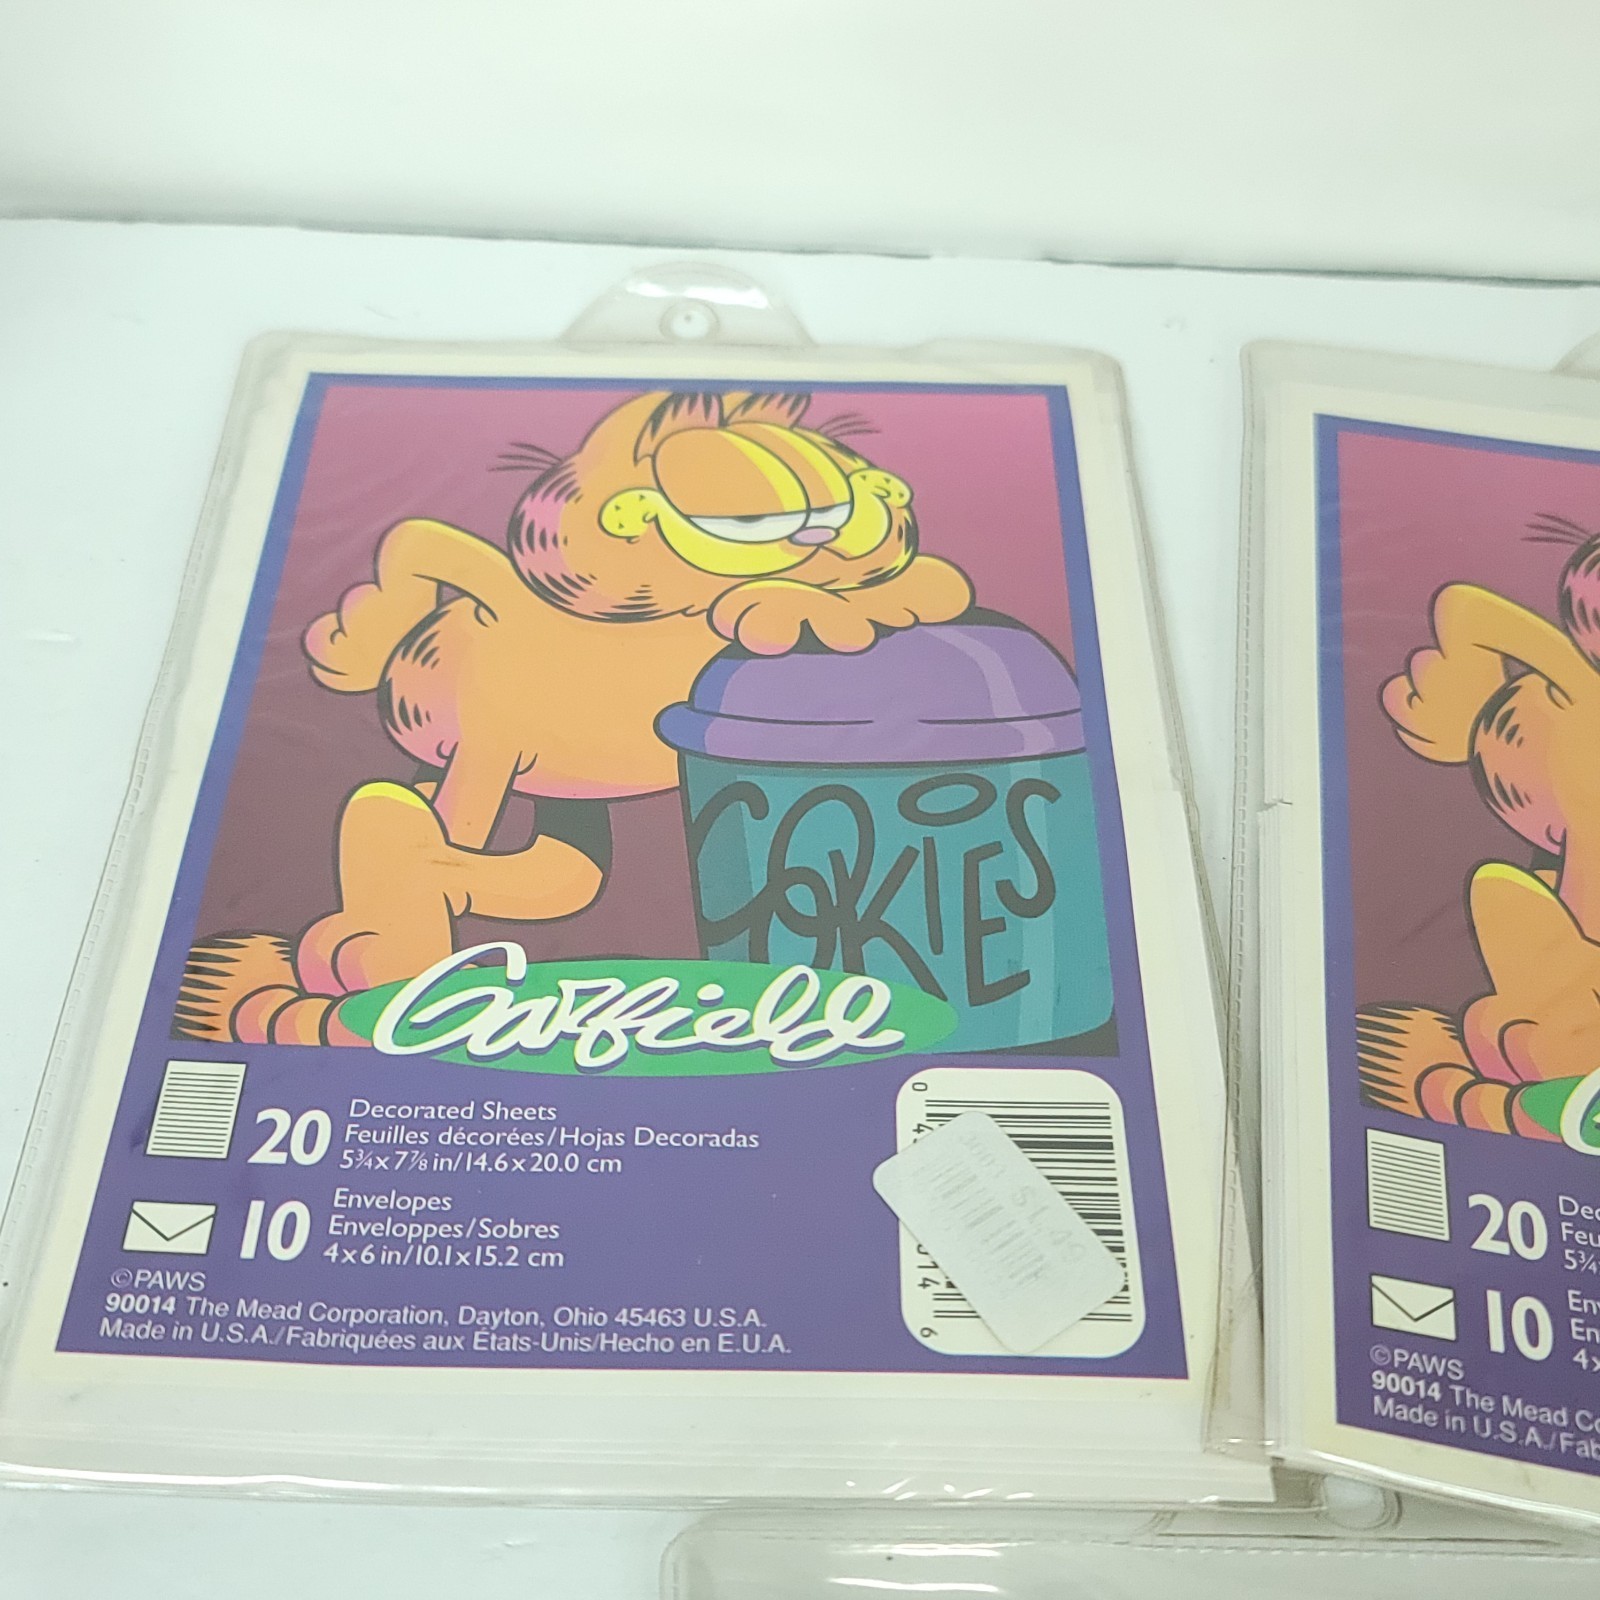 COOKIES
Garfield
20 Decorated Sheets
Feuilles décorées/Hojas Decoradas
5¾x7⅞ in/14.6x20.0 cm
10 Envelopes
Enveloppes/Sobres
4x6 in/10.1x15.2 cm
©PAWS
90014 The Mead Corporation, Dayton, Ohio 45463 U.S.A.
Made in U.S.A./Fabriquées aux États-Unis/Hecho en E.U.A.
0
6
20
10
©PAWS
90014 The Mead
Made in U.S.A./